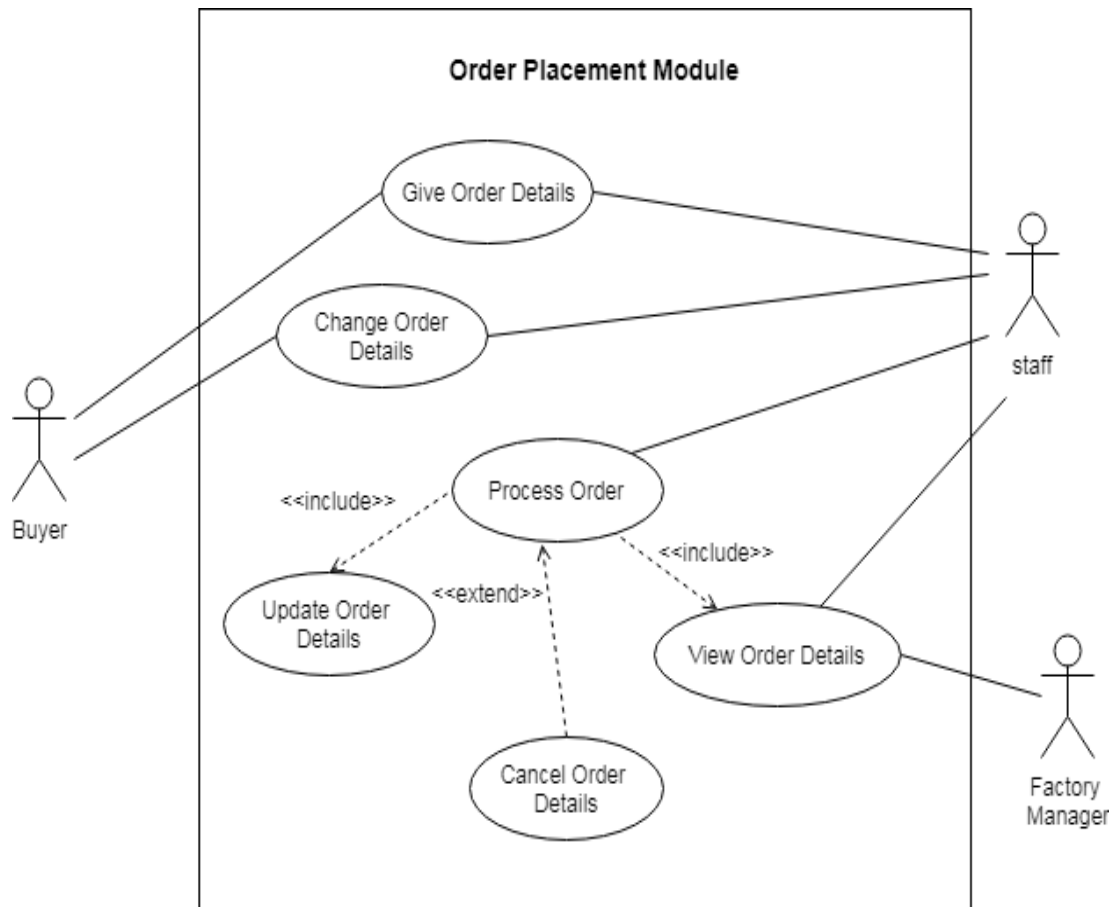 Order Placement Module
Give Order Details
Change Order
Details
staff
Buyer
Process Order
<<include>>
<<include>>
<<extend>>
Update Order
Details
View Order Details
Cancel Order
Details
Factory
Manager